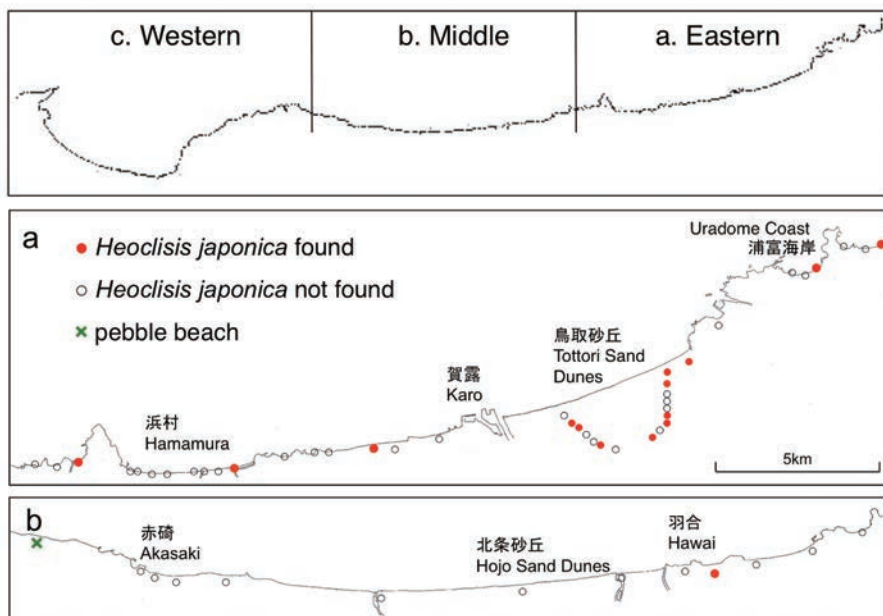 c. Western
b. Middle
a. Eastern
a
Heoclisis japonica found
Heoclisis japonica not found
pebble beach
Uradome Coast
浦富海岸
鳥取砂丘
Tottori Sand
Dunes
賀露
Karo
浜村
Hamamura
5km
b
赤碕
Akasaki
北条砂丘
Hojo Sand Dunes
羽合
Hawai